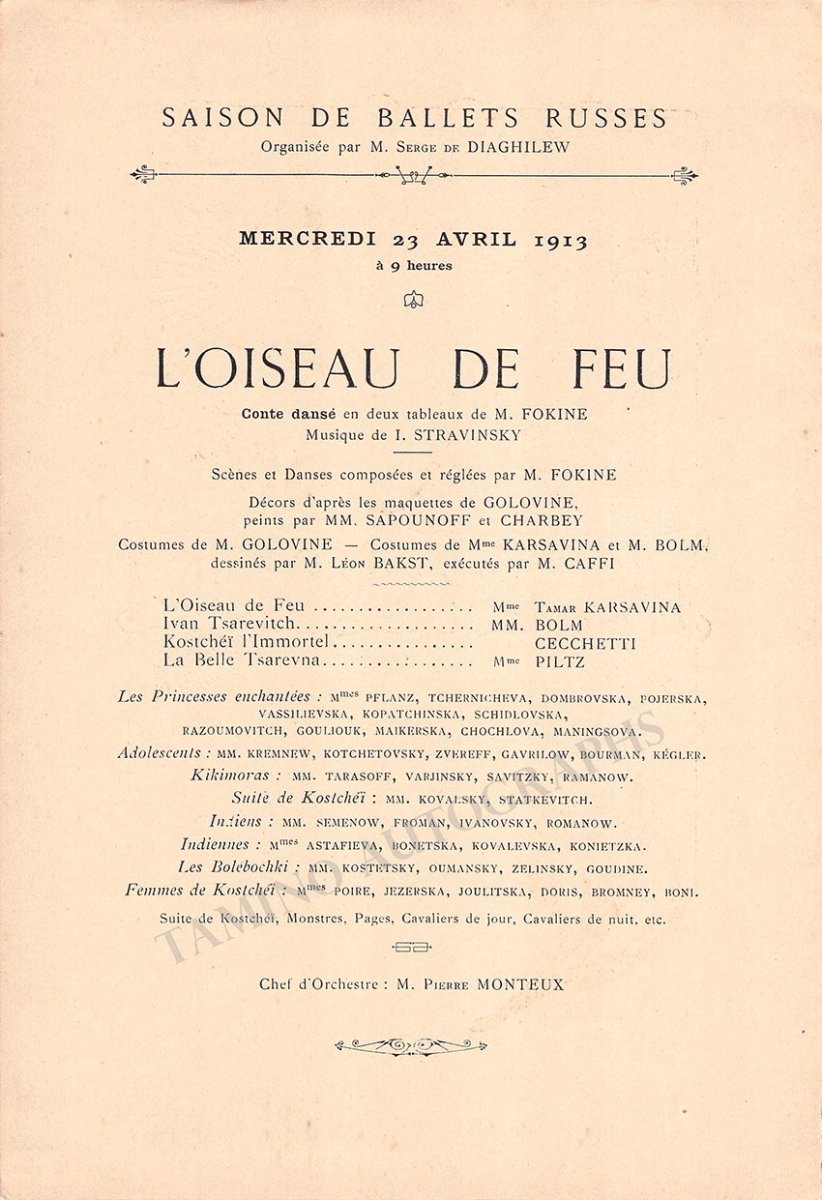 SAISON DE BALLETS RUSSES
Organisée par M. SERGE DE DIAGHILEW
MERCREDI 23 AVRIL 1913
à 9 heures
L'OISEAU DE FEU
Conte dansé en deux tableaux de M. FOKINE
Musique de I. STRAVINSKY
Scènes et Danses composées et réglées par M. FOKINE
Décors d'après les maquettes de GOLOVINE,
peints par MM. SAPOUNOFF et CHARBEY
Costumes de M. GOLOVINE — Costumes de Mme KARSAVINA et M. BOLM,
dessinés par M. LÉON BAKST, exécutés par M. CAFFI
L'Oiseau de Feu .................. Mme TAMAR KARSAVINA
Ivan Tsarevitch.................... MM. BOLM
Kostchéï l'Immortel................ CECCHETTI
La Belle Tsarevna................. Mme PILTZ
Les Princesses enchantées : Mmes PFLANZ, TCHERNICHEVA, DOMBROVSKA, POJERSKA,
VASSILIEVSKA, KOPATCHINSKA, SCHIDLOVSKA,
RAZOUMOVITCH, GOULIOUK, MAIKERSKA, CHOCHLOVA, MANINGSOVA.
Adolescents : MM. KREMNEW, KOTCHETOVSKY, ZVEREFF, GAVRILOW, BOURMAN, KÉGLER.
Kikimoras : MM. TARASOFF, VARJINSKY, SAVITZKY, RAMANOW.
Suite de Kostchéï : MM. KOVALSKY, STATKEVITCH.
Indiens : MM. SEMENOW, FROMAN, IVANOVSKY, ROMANOW.
Indiennes : Mmes ASTAFIEVA, BONETSKA, KOVALEVSKA, KONIETZKA.
Les Bolebochki : MM. KOSTETSKY, OUMANSKY, ZELINSKY, GOUDINE.
Femmes de Kostchéï : Mmes POIRE, JEZERSKA, JOULITSKA, DORIS, BROMNEY, BONI.
Suite de Kostchéï, Monstres, Pages, Cavaliers de jour, Cavaliers de nuit, etc.
Chef d'Orchestre : M. PIERRE MONTEUX
TAMINO AUTOGRAPHS